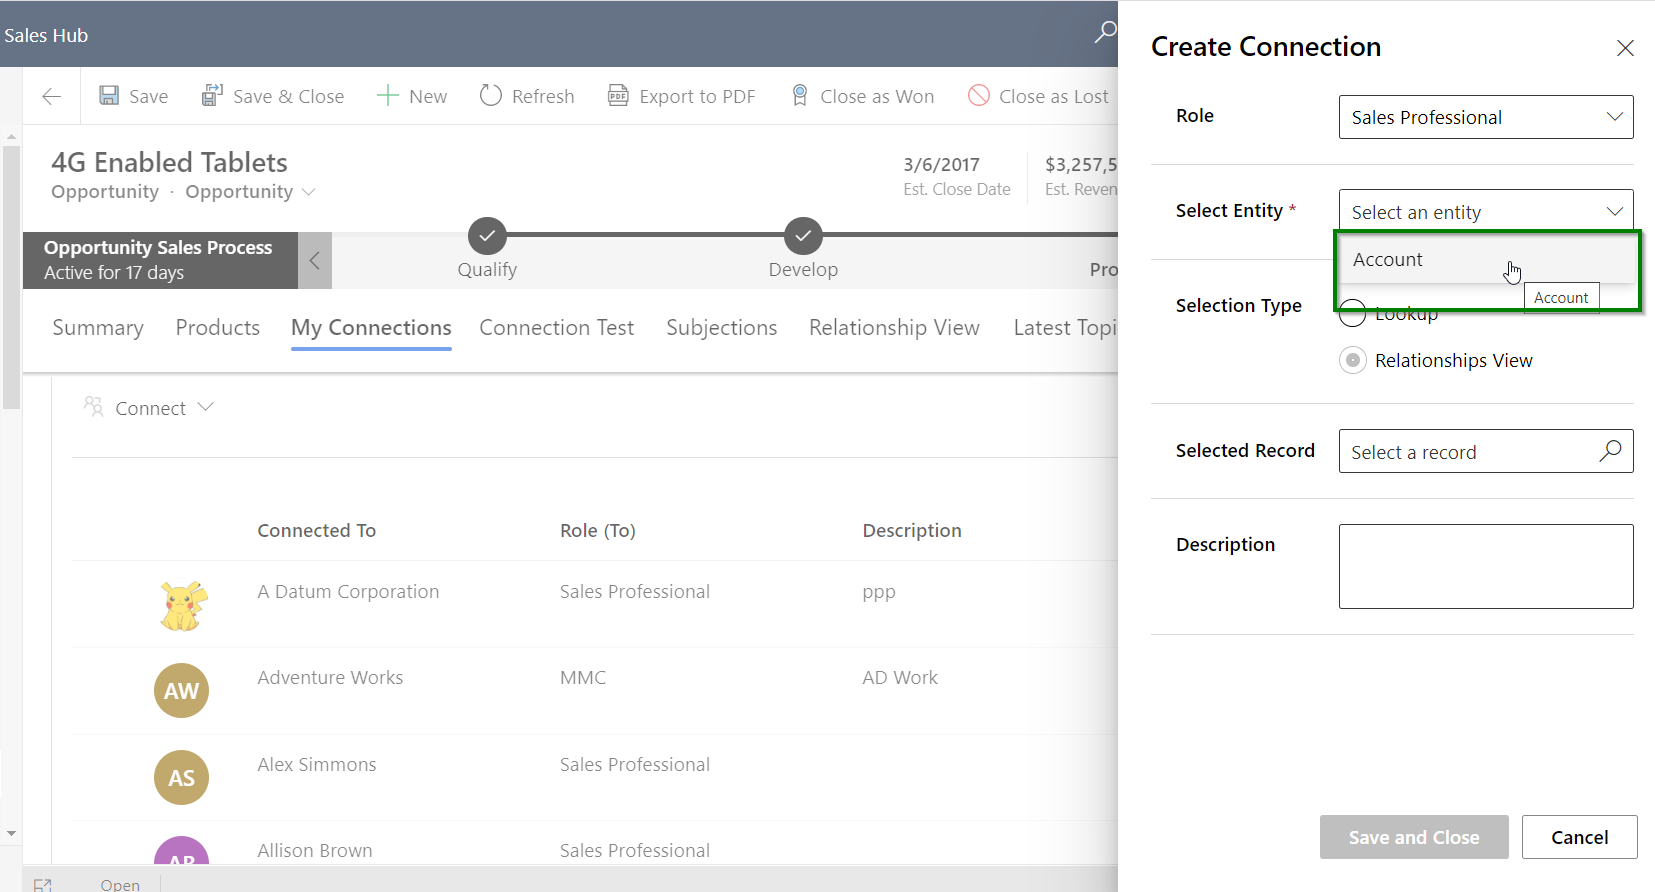 Sales Hub
Save
Save & Close
New
Refresh
Export to PDF
Close as Won
Close as Lost
4G Enabled Tablets
Opportunity · Opportunity
3/6/2017
Est. Close Date
$3,257,5
Est. Reven
Opportunity Sales Process
Active for 17 days
Qualify
Develop
Pro
Summary
Products
My Connections
Connection Test
Subjections
Relationship View
Latest Topi
Connect
Connected To
Role (To)
Description
A Datum Corporation
Sales Professional
ppp
AW
Adventure Works
MMC
AD Work
AS
Alex Simmons
Sales Professional
AB
Allison Brown
Sales Professional
Open
Create Connection
Role
Sales Professional
Select Entity *
Select an entity
Account
Account
Selection Type
Lookup
Relationships View
Selected Record
Select a record
Description
Save and Close
Cancel